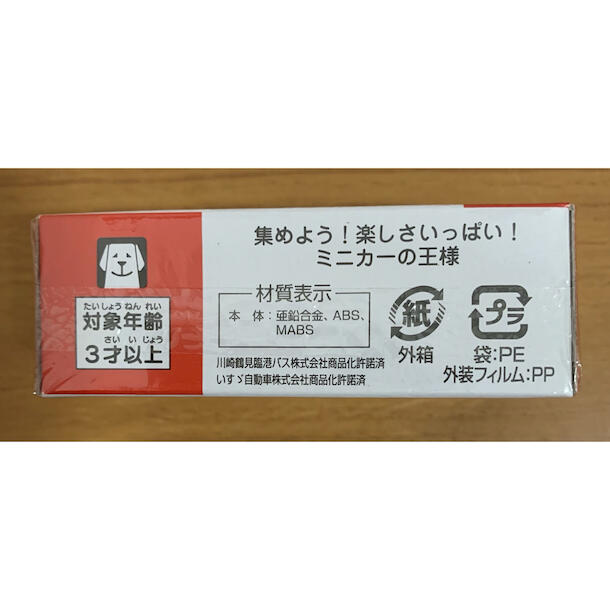 集めよう！楽しさいっぱい！
ミニカーの王様
たいしょう ねん れい
対象年齢
さい い じょう
3才以上
材質表示
本 体：亜鉛合金、ABS、
MABS
紙
外箱
プラ
袋:PE
外装フィルム:PP
川崎鶴見臨港バス株式会社商品化許諾済
いすゞ自動車株式会社商品化許諾済